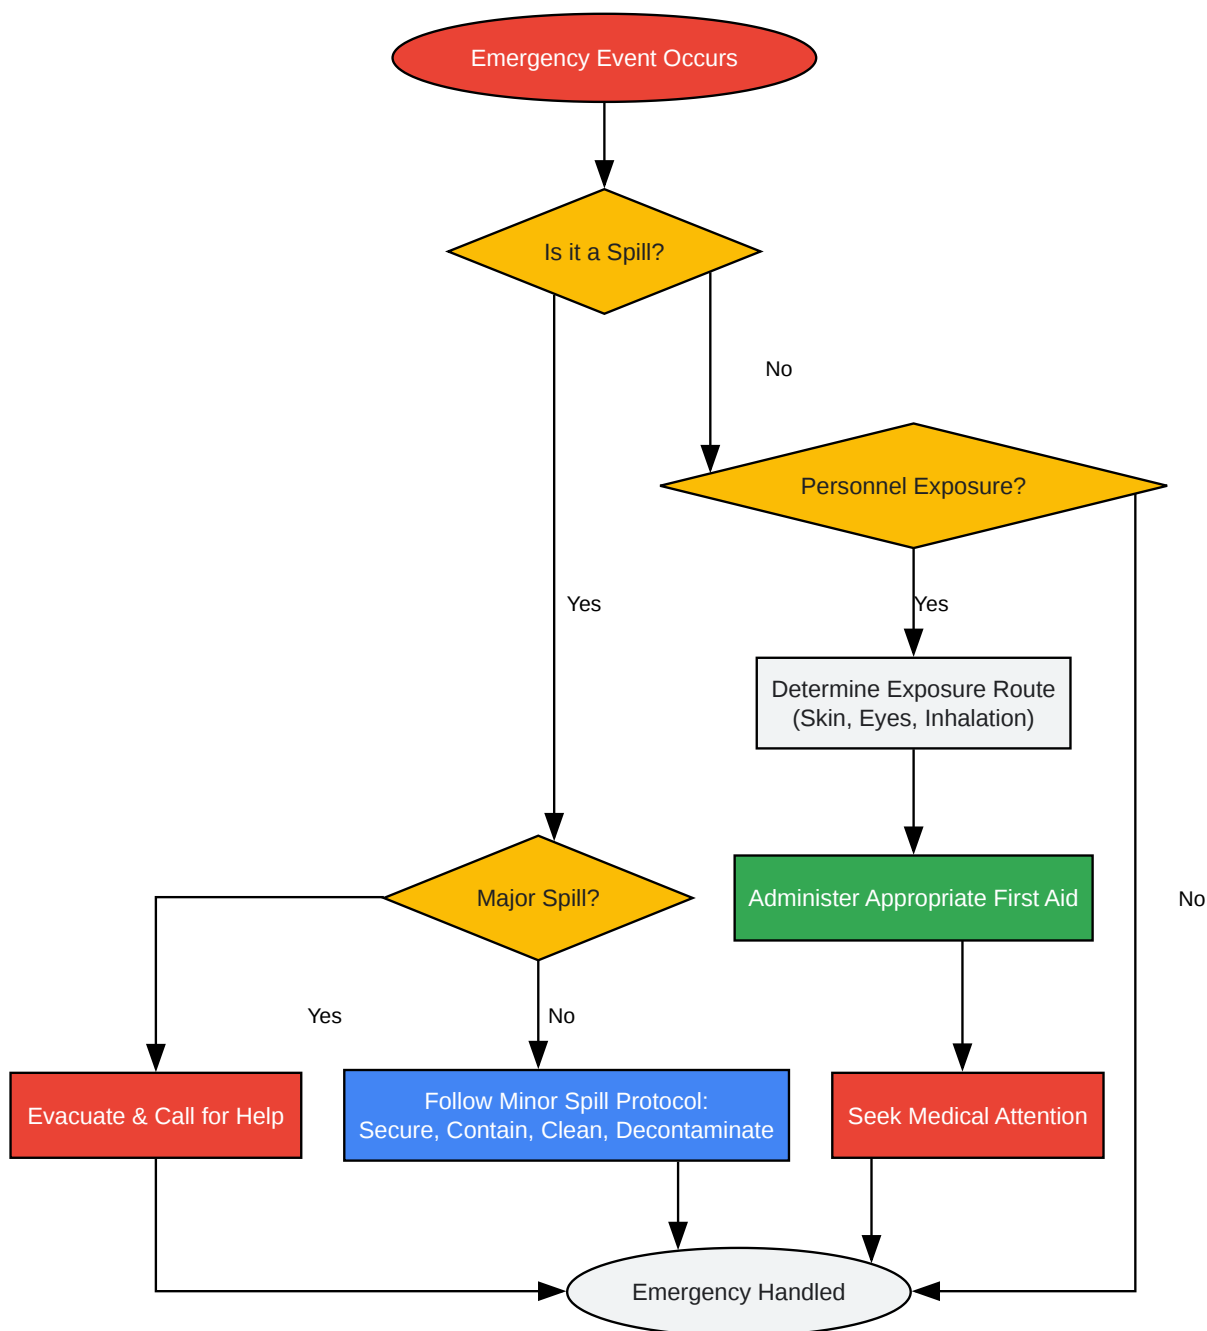 Emergency Event Occurs
Is it a Spill?
No
Personnel Exposure?
Yes
Yes
Determine Exposure Route
(Skin, Eyes, Inhalation)
Major Spill?
Administer Appropriate First Aid
No
Yes
No
Evacuate & Call for Help
Follow Minor Spill Protocol:
Secure, Contain, Clean, Decontaminate
Seek Medical Attention
Emergency Handled